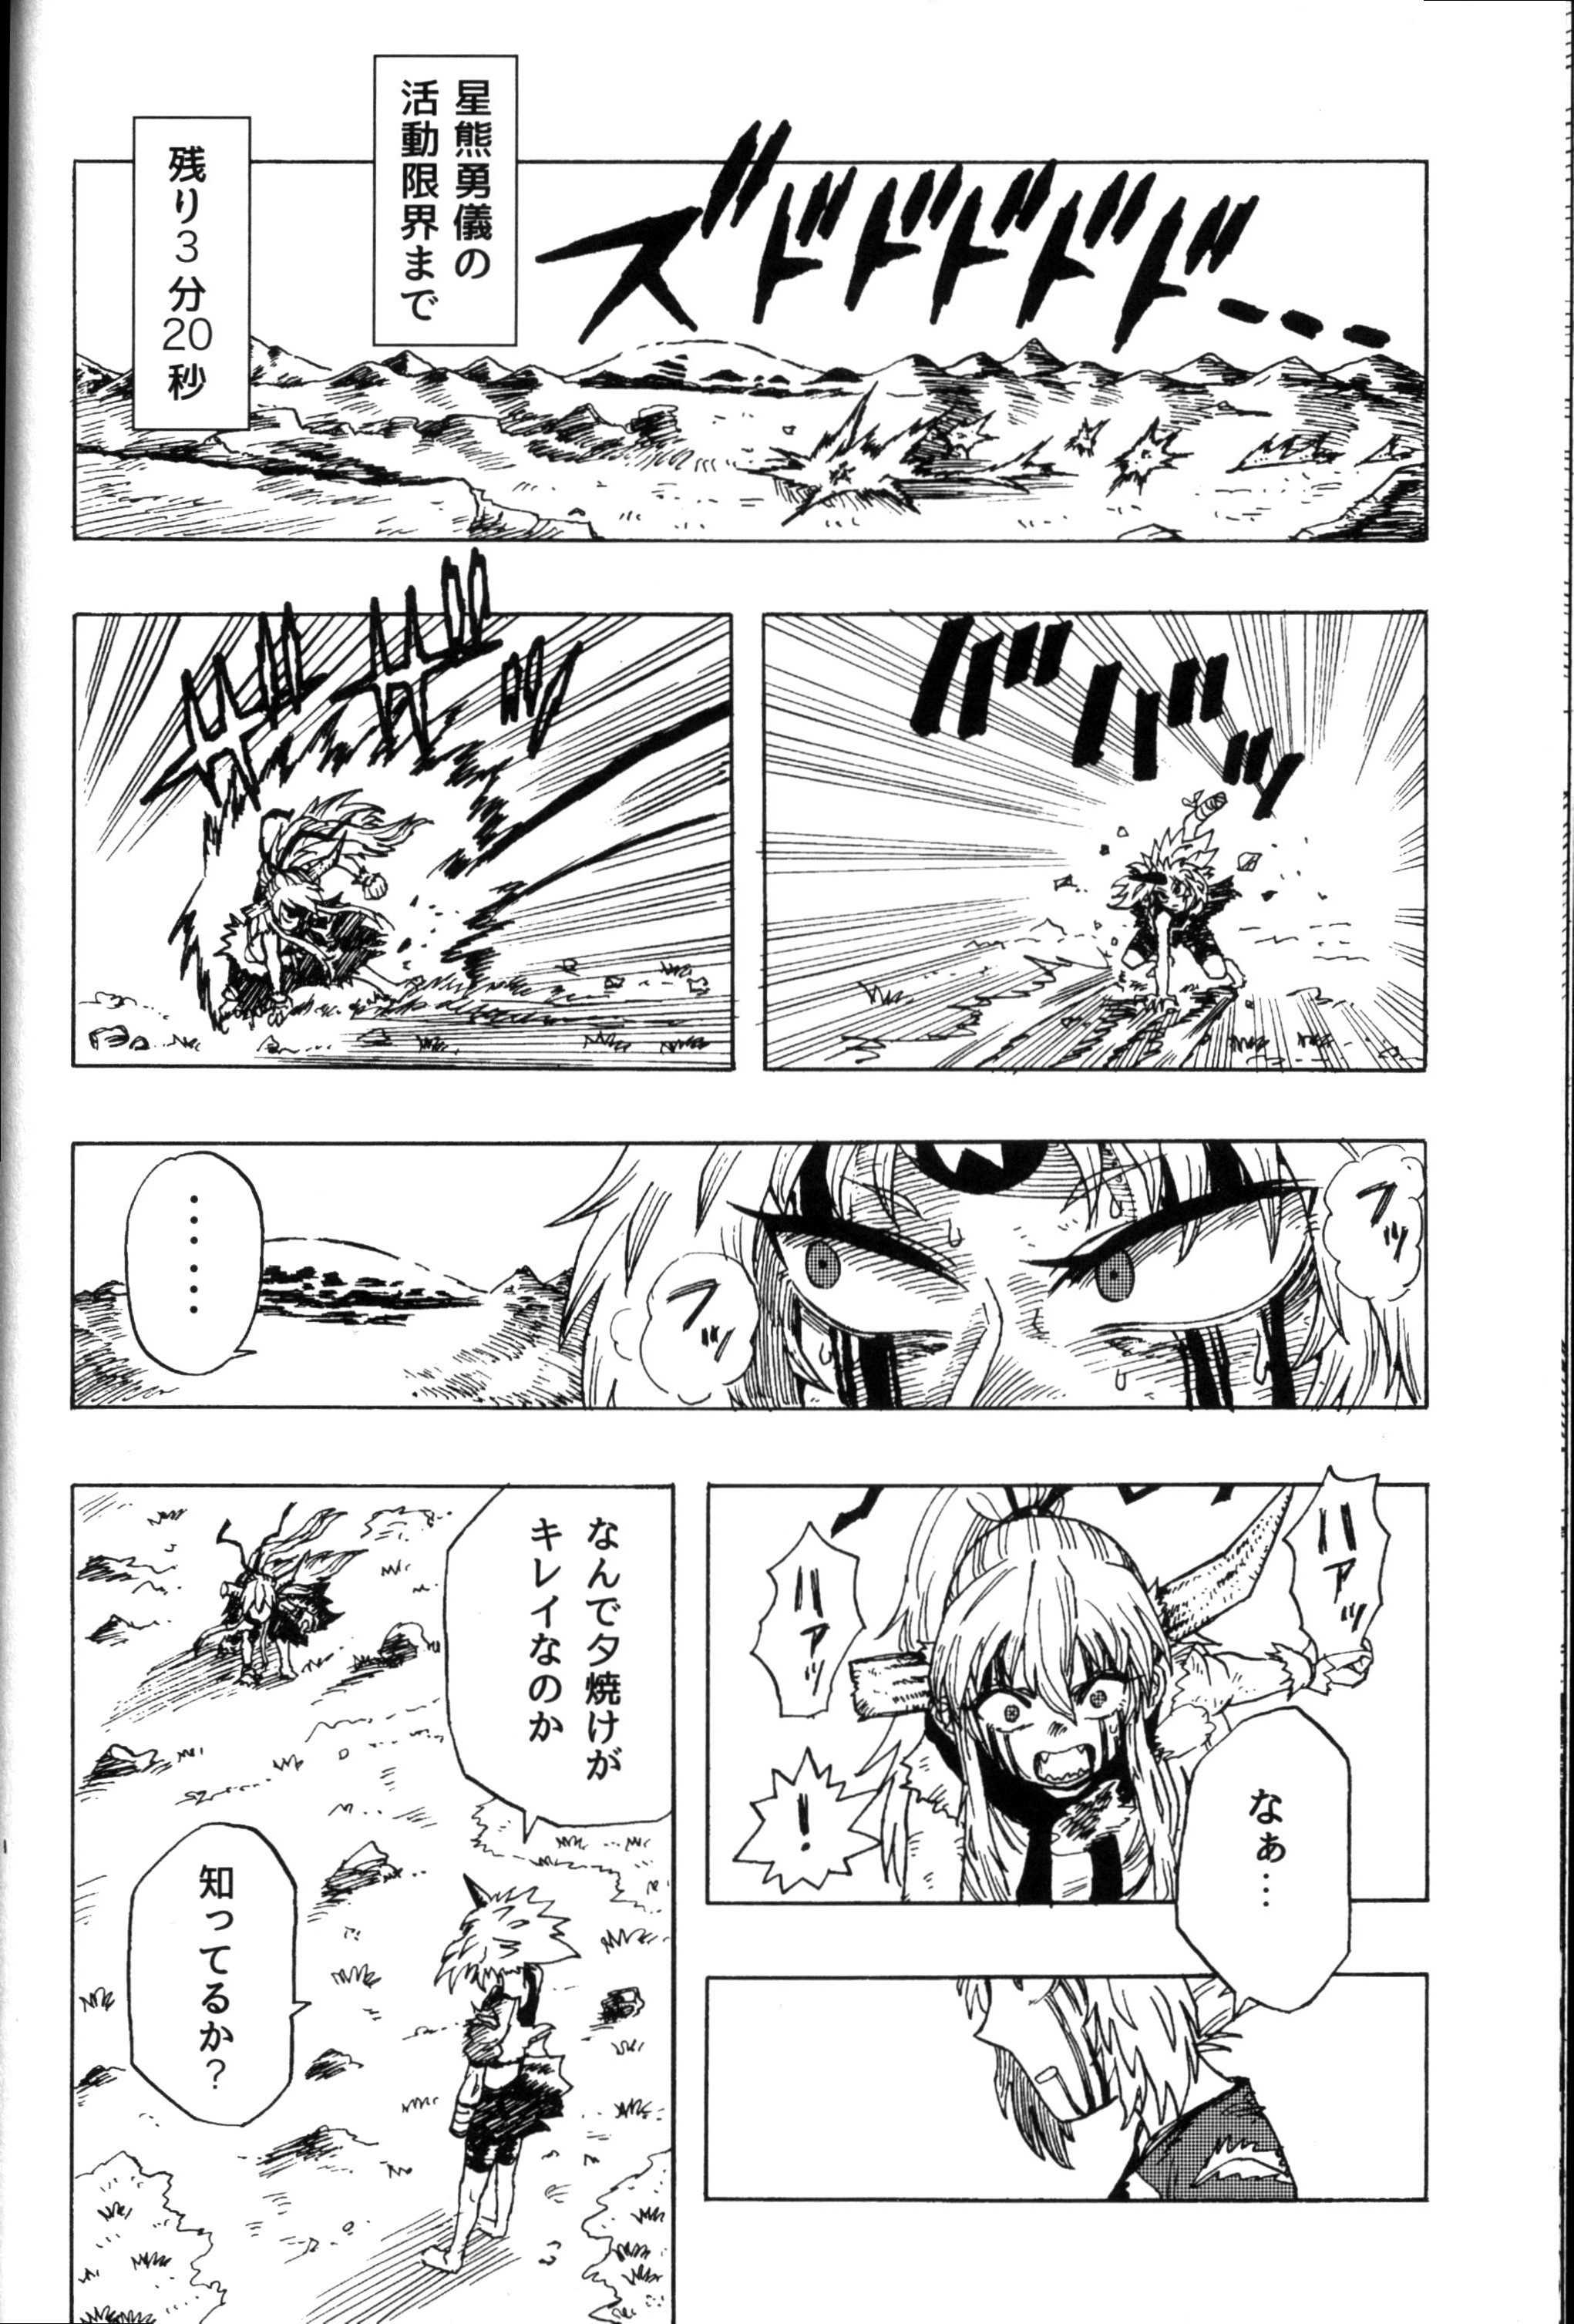 ズドドドドド
星熊勇儀の
活動限界まで
残り3分20秒
ババッ
ザザッ
フッ
フッ
・・・・・
ハァッ
ハァッ
!
なぁ…
なんで夕焼けが
キレイなのか
知ってるか?